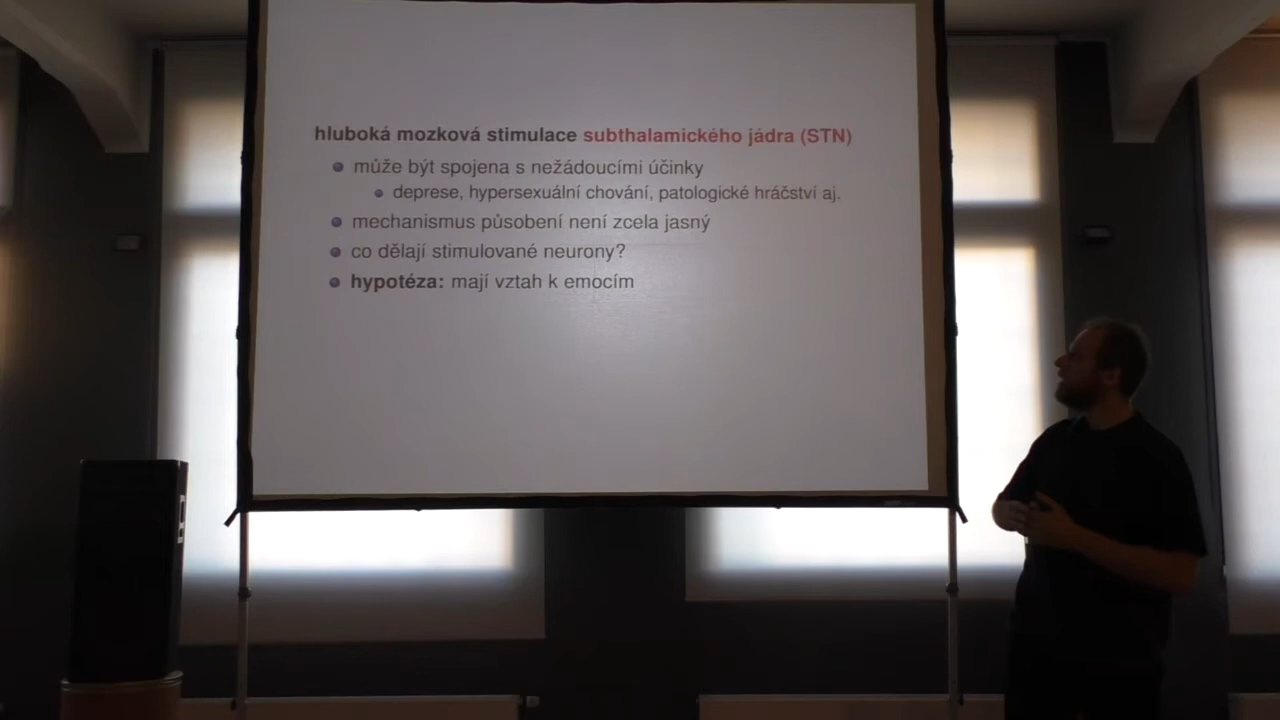 hluboká mozková stimulace subthalamického jádra (STN)
může být spojena s nežádoucími účinky
deprese, hypersexuální chování, patologické hráčství aj.
mechanismus působení není zcela jasný
co dělají stimulované neurony?
hypotéza: mají vztah k emocím